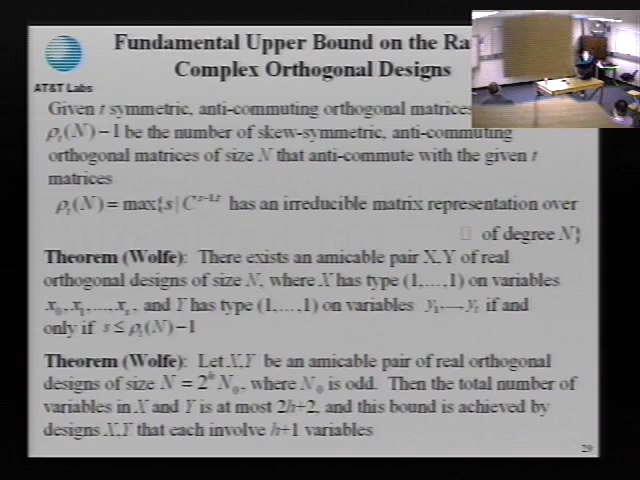 Fundamental Upper Bound on the Ra
Complex Orthogonal Designs
AT&T Labs
Given t symmetric, anti-commuting orthogonal matrices
ρt(N)−1 be the number of skew-symmetric, anti-commuting
orthogonal matrices of size N that anti-commute with the given t
matrices
ρt(N) = max{s | C^{s−1,t} has an irreducible matrix representation over
□ of degree N}
Theorem (Wolfe): There exists an amicable pair X,Y of real
orthogonal designs of size N, where X has type (1,...,1) on variables
x0,x1,...,xs, and Y has type (1,...,1) on variables y1,...,yt if and
only if s ≤ ρt(N)−1
Theorem (Wolfe): Let X,Y be an amicable pair of real orthogonal
designs of size N = 2^h N0, where N0 is odd. Then the total number of
variables in X and Y is at most 2h+2, and this bound is achieved by
designs X,Y that each involve h+1 variables
29